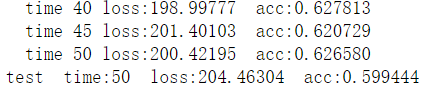 time 40 loss:198.99777  acc:0.627813
time 45 loss:201.40103  acc:0.620729
time 50 loss:200.42195  acc:0.626580
test  time:50  loss:204.46304  acc:0.599444